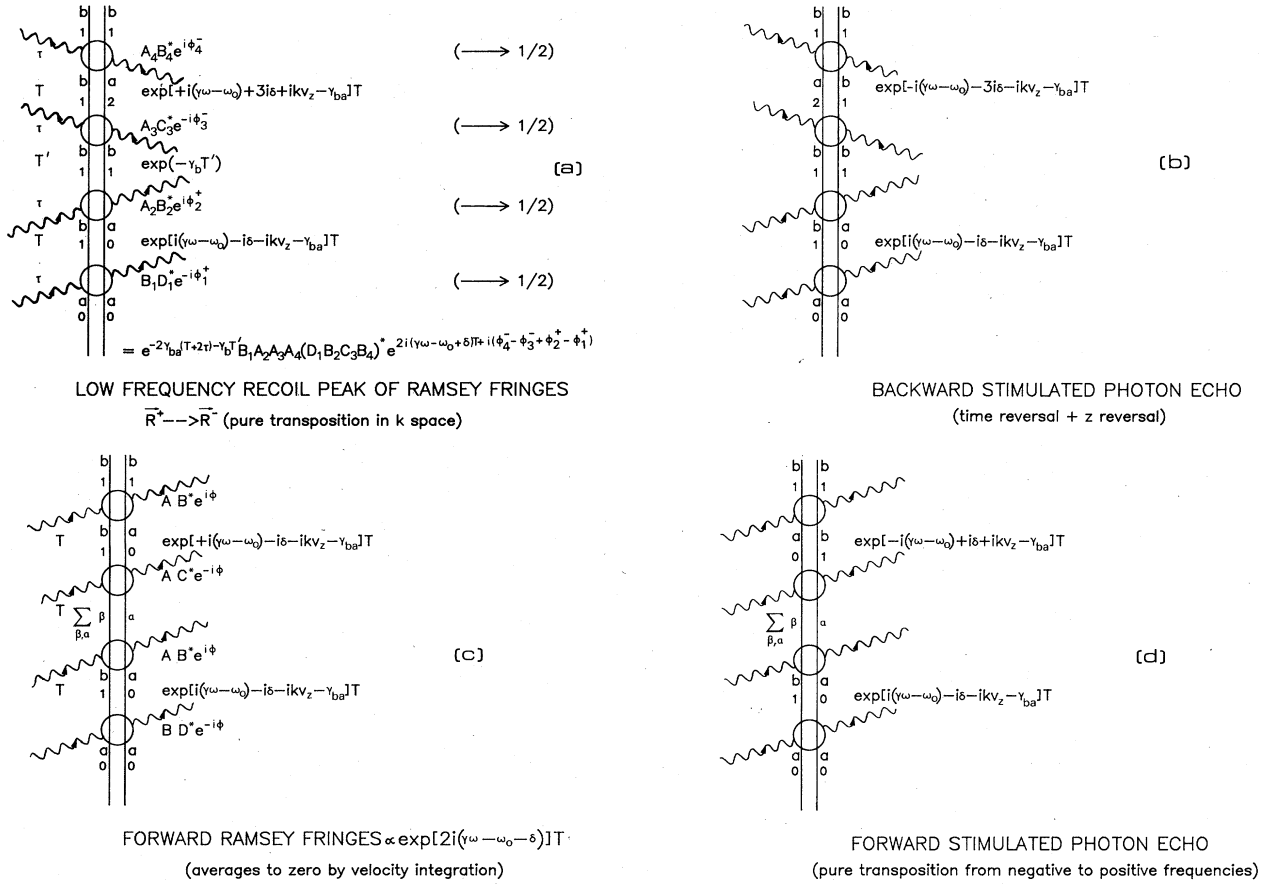 b b
1 1
τ A₄B₄*e^{iφ₄⁻} (⟶ 1/2)
b a
T exp[+i(γω−ω₀)+3iδ+ikv_z−γ_ba]T
1 2
τ A₃C₃*e^{−iφ₃⁻} (⟶ 1/2)
b b
T′ exp(−γ_bT′)
1 1
τ A₂B₂*e^{iφ₂⁺} (⟶ 1/2)
b a
T exp[i(γω−ω₀)−iδ−ikv_z−γ_ba]T
1 0
τ B₁D₁*e^{−iφ₁⁺} (⟶ 1/2)
a a
0 0
(a)
= e^{−2γ_ba(T+2τ)−γ_bT′}B₁A₂A₃A₄(D₁B₂C₃B₄)*e^{2i(γω−ω₀+δ)T+i(φ₄⁻−φ₃⁻+φ₂⁺−φ₁⁺)}
LOW FREQUENCY RECOIL PEAK OF RAMSEY FRINGES
R⃗⁺−−−>R⃗⁻ (pure transposition in k space)
b b
1 1
a b
exp[−i(γω−ω₀)−3iδ−ikv_z−γ_ba]T
2 1
b b
1 1
(b)
b a
1 0
exp[i(γω−ω₀)−iδ−ikv_z−γ_ba]T
a a
0 0
BACKWARD STIMULATED PHOTON ECHO
(time reversal + z reversal)
b b
1 1
A B*e^{iφ}
T b a
1 0
exp[+i(γω−ω₀)−iδ−ikv_z−γ_ba]T
A C*e^{−iφ}
T ∑ β α
β,α
A B*e^{iφ}
(c)
T b a
1 0
exp[i(γω−ω₀)−iδ−ikv_z−γ_ba]T
B D*e^{−iφ}
a a
0 0
FORWARD RAMSEY FRINGES∝exp[2i(γω−ω₀−δ)]T
(averages to zero by velocity integration)
b b
1 1
a b
0 1
exp[−i(γω−ω₀)+iδ+ikv_z−γ_ba]T
∑ β α
β,α
(d)
b a
1 0
exp[i(γω−ω₀)−iδ−ikv_z−γ_ba]T
a a
0 0
FORWARD STIMULATED PHOTON ECHO
(pure transposition from negative to positive frequencies)